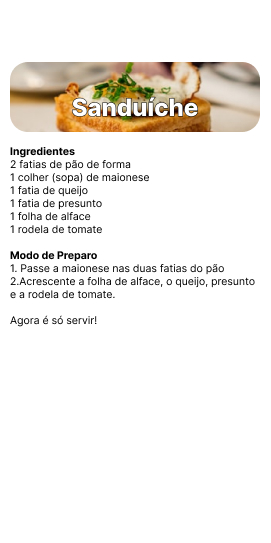 Sanduíche
Ingredientes
2 fatias de pão de forma
1 colher (sopa) de maionese
1 fatia de queijo
1 fatia de presunto
1 folha de alface
1 rodela de tomate
Modo de Preparo
1. Passe a maionese nas duas fatias do pão
2.Acrescente a folha de alface, o queijo, presunto
e a rodela de tomate.
Agora é só servir!